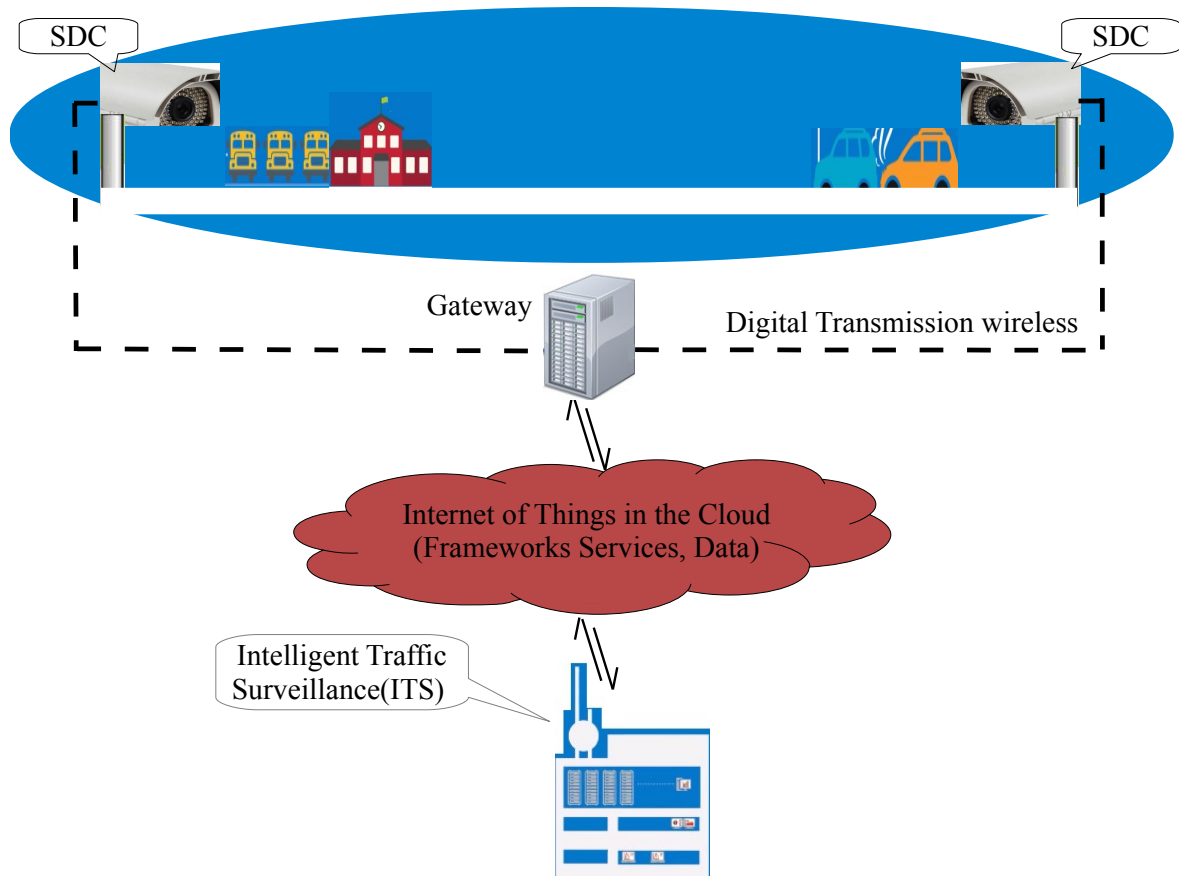 SDC
SDC
Gateway
Digital Transmission wireless
Internet of Things in the Cloud
(Frameworks Services, Data)
Intelligent Traffic
Surveillance(ITS)